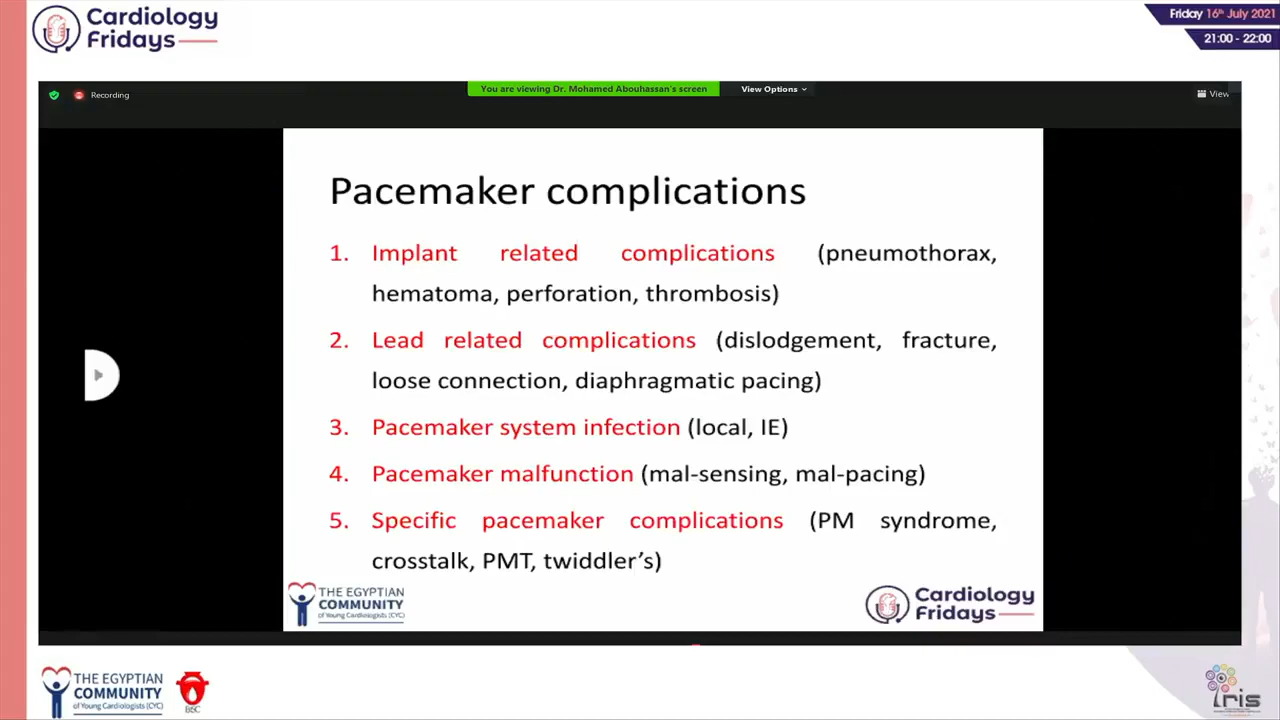 Cardiology
Fridays
Friday 16th July 2021
21:00 - 22:00
Recording
You are viewing Dr. Mohamed Abouhassan's screen
View Options
View
Pacemaker complications
1. Implant related complications (pneumothorax,
hematoma, perforation, thrombosis)
2. Lead related complications (dislodgement, fracture,
loose connection, diaphragmatic pacing)
3. Pacemaker system infection (local, IE)
4. Pacemaker malfunction (mal-sensing, mal-pacing)
5. Specific pacemaker complications (PM syndrome,
crosstalk, PMT, twiddler's)
THE EGYPTIAN
COMMUNITY
of Young Cardiologists (CYC)
Cardiology
Fridays
THE EGYPTIAN
COMMUNITY
of Young Cardiologists (CYC)
iris